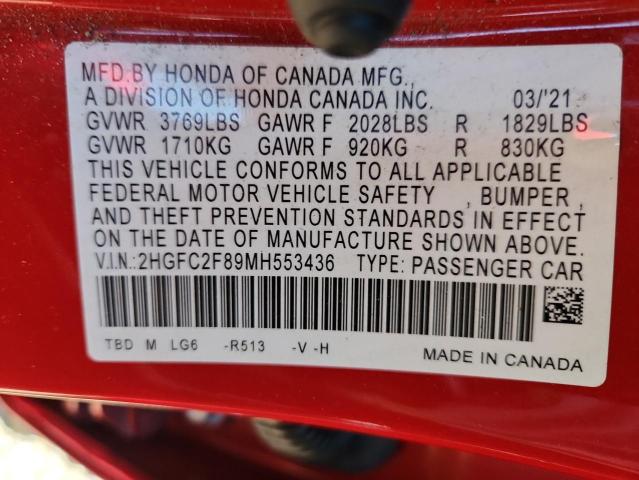 MFD.BY HONDA OF CANADA MFG.,
A DIVISION OF HONDA CANADA INC. 03/'21
GVWR 3769LBS GAWR F 2028LBS R 1829LBS
GVWR 1710KG GAWR F 920KG R 830KG
THIS VEHICLE CONFORMS TO ALL APPLICABLE
FEDERAL MOTOR VEHICLE SAFETY , BUMPER ,
AND THEFT PREVENTION STANDARDS IN EFFECT
ON THE DATE OF MANUFACTURE SHOWN ABOVE.
V.I.N.:2HGFC2F89MH553436 TYPE: PASSENGER CAR
TBD M LG6 -R513 -V -H MADE IN CANADA